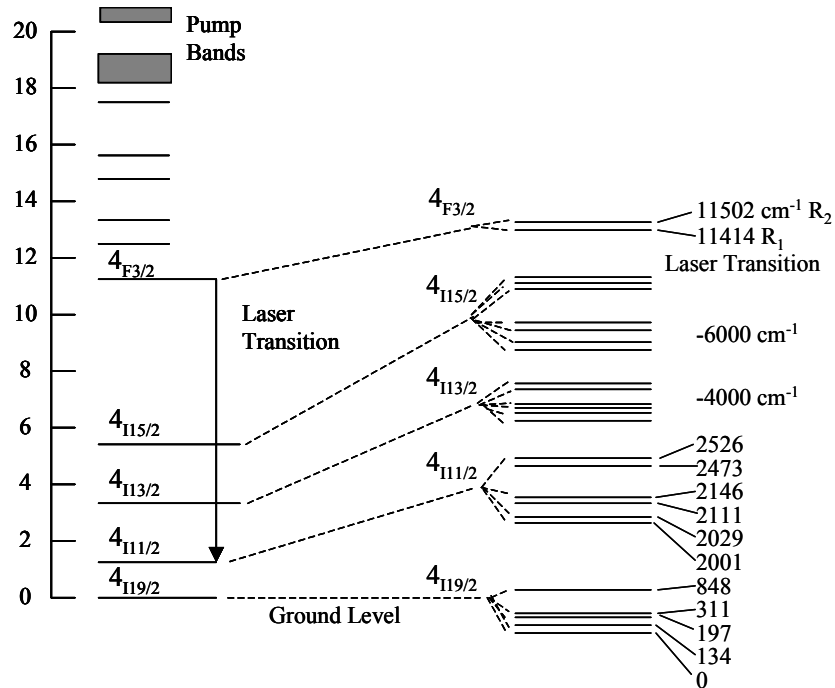 20
18
16
14
12
10
8
6
4
2
0
Pump
Bands
4F3/2
Laser
Transition
4I15/2
4I13/2
4I11/2
4I19/2
Ground Level
4F3/2
11502 cm-1 R2
11414 R1
Laser Transition
4I15/2
-6000 cm-1
4I13/2
-4000 cm-1
4I11/2
2526
2473
2146
2111
2029
2001
4I19/2
848
311
197
134
0